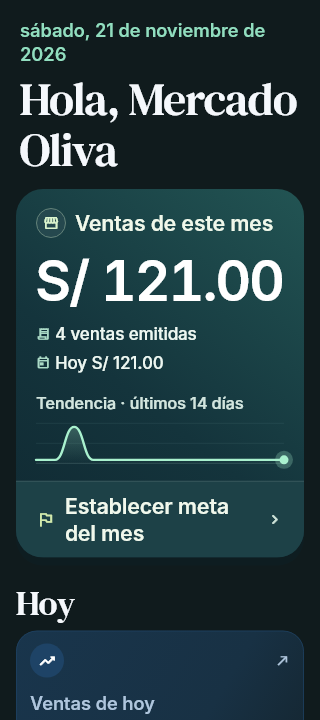 sábado, 21 de noviembre de
2026
Hola, Mercado
Oliva
Ventas de este mes
S/ 121.00
4 ventas emitidas
Hoy S/ 121.00
Tendencia · últimos 14 días
Establecer meta
del mes
Hoy
Ventas de hoy